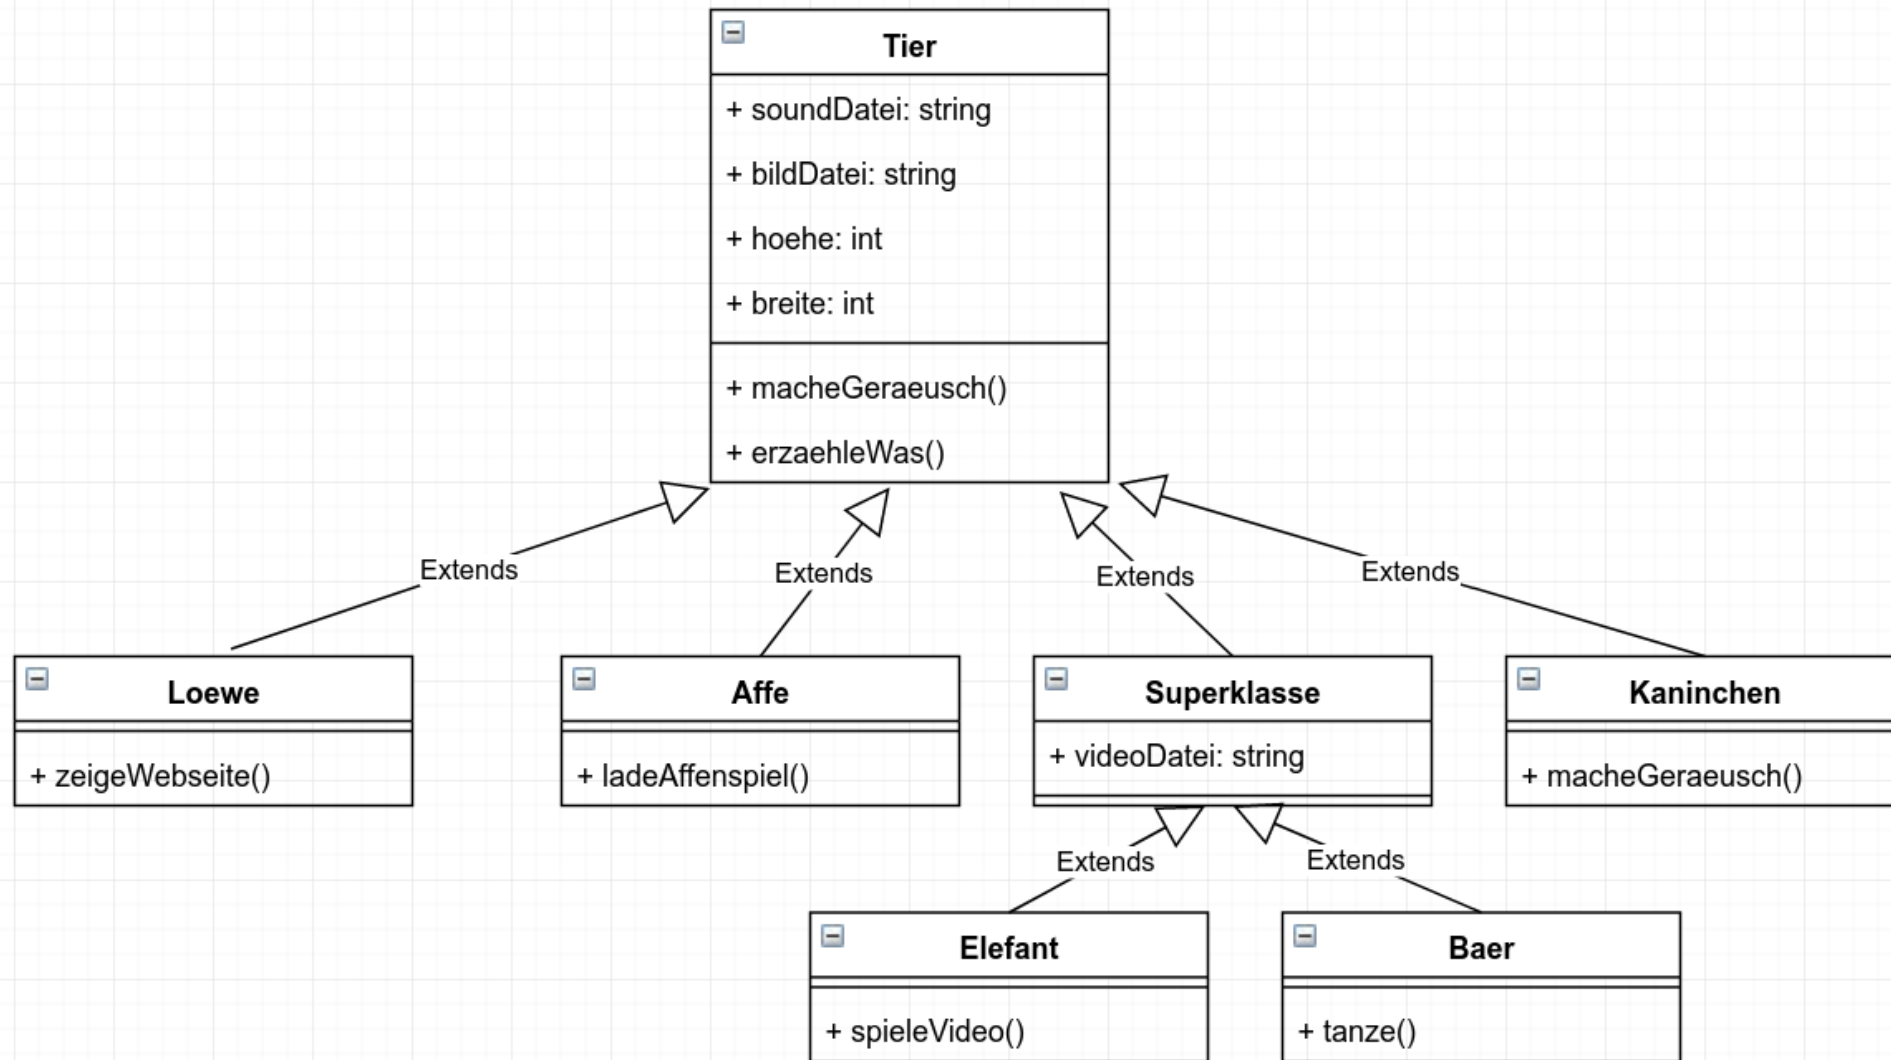 Tier
+ soundDatei: string
+ bildDatei: string
+ hoehe: int
+ breite: int
+ macheGeraeusch()
+ erzaehleWas()
Extends
Extends
Extends
Extends
Loewe
+ zeigeWebseite()
Affe
+ ladeAffenspiel()
Superklasse
+ videoDatei: string
Kaninchen
+ macheGeraeusch()
Extends
Extends
Elefant
+ spieleVideo()
Baer
+ tanze()